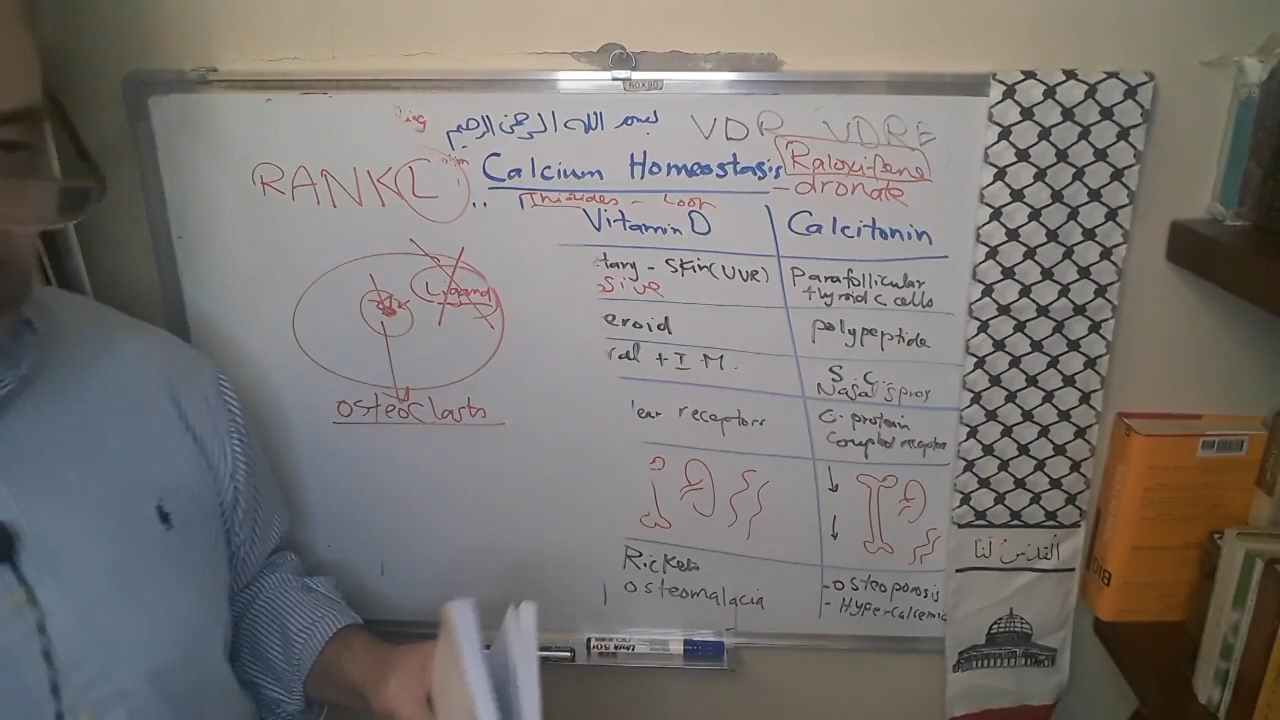 60X90
بسم الله الرحمن الرحيم
VDR VDRE
RANKL
Calcium Homeostasis
Raloxifene
-dronate
Thiazides - Loop
Vitamin D
Calcitonin
tary - Skin(UVR)
sive
Parafollicular
thyroid C cells
eroid
polypeptide
ral + I.M.
S.C.
Nasal spray
lear receptors
G-protein
Coupled receptor
Ligand
osteoclasts
Rickets
Osteomalacia
- Osteoporosis
- Hypercalcemia
القدس لنا